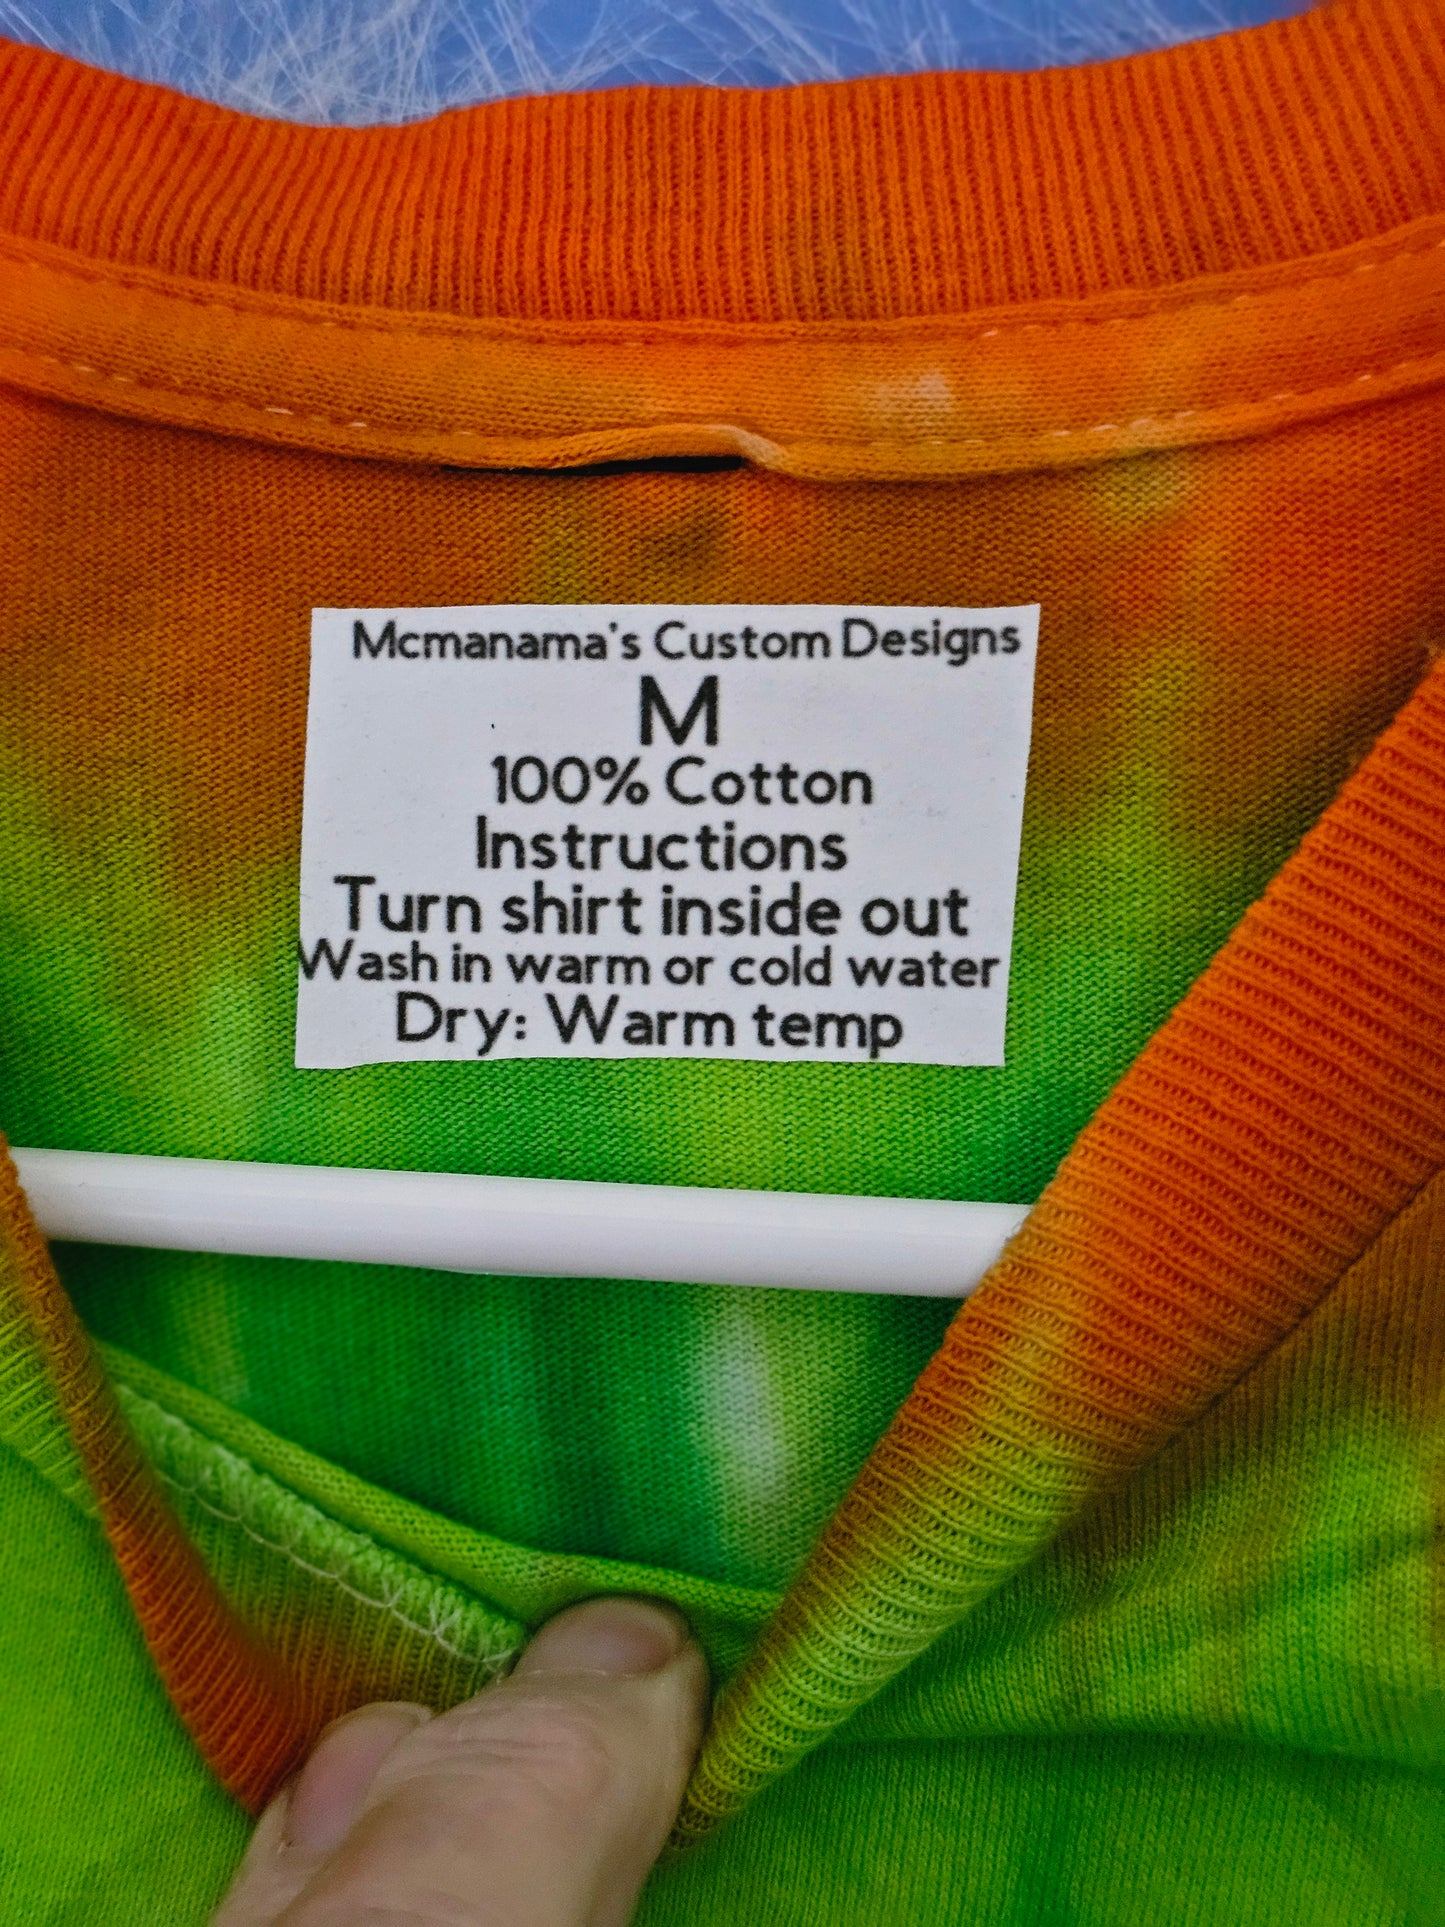 Mcmanama's Custom Designs
M
100% Cotton
Instructions
Turn shirt inside out
Wash in warm or cold water
Dry: Warm temp